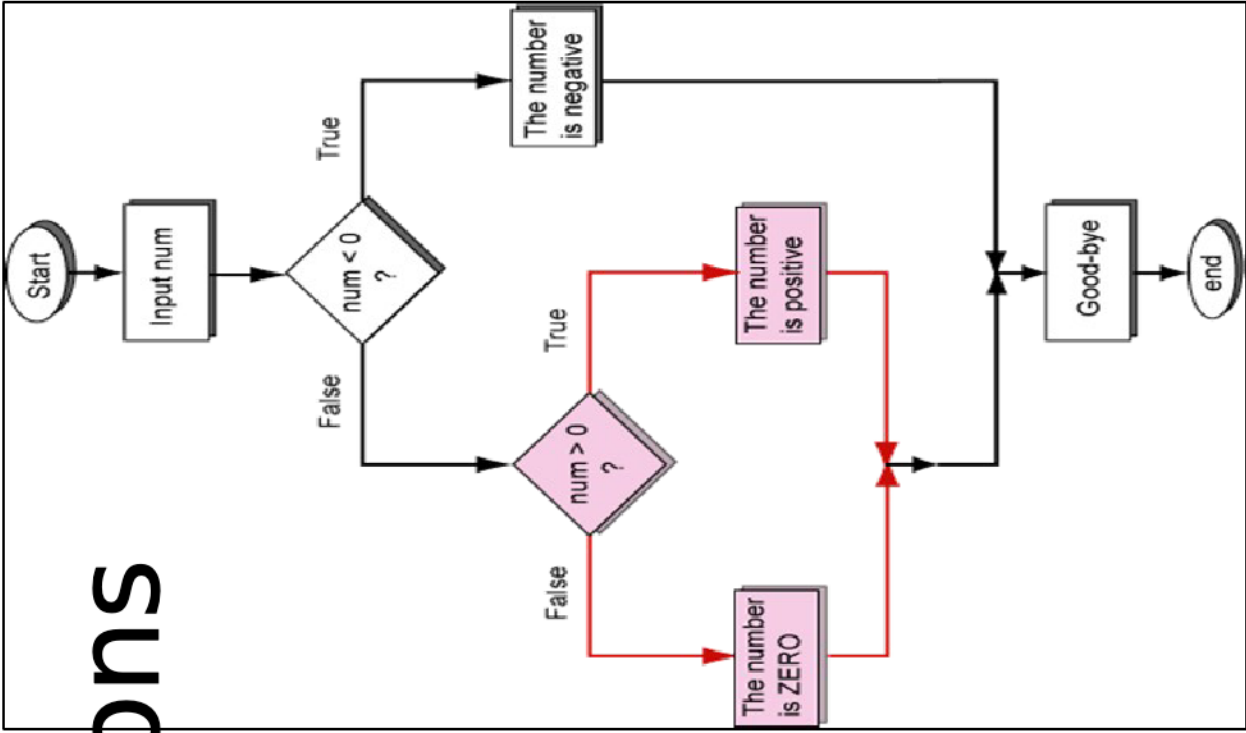 ons
Start
Input num
num < 0
?
True
False
The number
is negative
num > 0
?
True
False
The number
is positive
The number
is ZERO
Good-bye
end